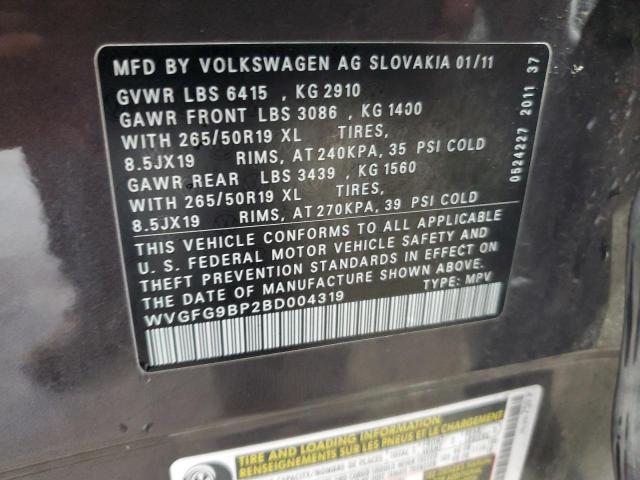 MFD BY VOLKSWAGEN AG SLOVAKIA 01/11
GVWR LBS 6415 , KG 2910
GAWR FRONT LBS 3086 , KG 1400
WITH 265/50R19 XL TIRES,
8.5JX19 RIMS, AT 240KPA, 35 PSI COLD
GAWR REAR LBS 3439 , KG 1560
WITH 265/50R19 XL TIRES,
8.5JX19 RIMS, AT 270KPA, 39 PSI COLD
THIS VEHICLE CONFORMS TO ALL APPLICABLE
U. S. FEDERAL MOTOR VEHICLE SAFETY AND
THEFT PREVENTION STANDARDS IN EFFECT ON
THE DATE OF MANUFACTURE SHOWN ABOVE.
WVGFG9BP2BD004319 TYPE: MPV
0524227 2011 37
TIRE AND LOADING INFORMATION
RENSEIGNEMENTS SUR LES PNEUS ET LE CHARGEMENT